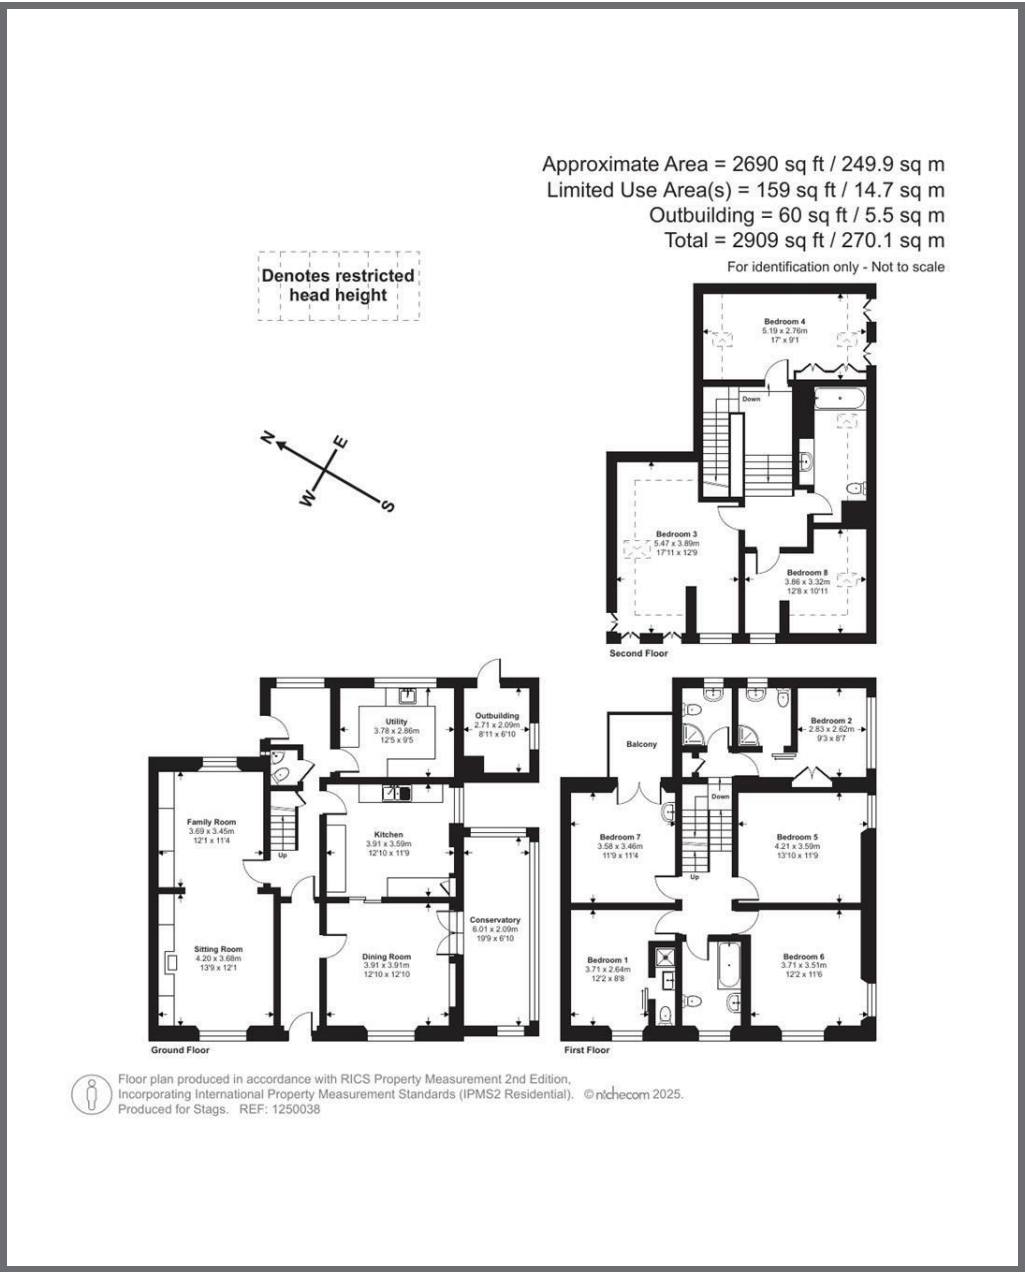 Approximate Area = 2690 sq ft / 249.9 sq m
Limited Use Area(s) = 159 sq ft / 14.7 sq m
Outbuilding = 60 sq ft / 5.5 sq m
Total = 2909 sq ft / 270.1 sq m
For identification only - Not to scale
Denotes restricted
head height
N
E
W
S
Bedroom 4
5.19 x 2.76m
17' x 9'1
Down
Bedroom 3
5.47 x 3.89m
17'11 x 12'9
Bedroom 8
3.86 x 3.32m
12'8 x 10'11
Second Floor
Utility
3.78 x 2.86m
12'5 x 9'5
Outbuilding
2.71 x 2.09m
8'11 x 6'10
Family Room
3.69 x 3.45m
12'1 x 11'4
Up
Kitchen
3.91 x 3.59m
12'10 x 11'9
Sitting Room
4.20 x 3.68m
13'9 x 12'1
Dining Room
3.91 x 3.91m
12'10 x 12'10
Conservatory
6.01 x 2.09m
19'9 x 6'10
Ground Floor
Balcony
Bedroom 2
2.83 x 2.62m
9'3 x 8'7
Down
Bedroom 7
3.58 x 3.46m
11'9 x 11'4
Up
Bedroom 5
4.21 x 3.59m
13'10 x 11'9
Bedroom 1
3.71 x 2.64m
12'2 x 8'8
Bedroom 6
3.71 x 3.51m
12'2 x 11'6
First Floor
Floor plan produced in accordance with RICS Property Measurement 2nd Edition,
Incorporating International Property Measurement Standards (IPMS2 Residential). © nichecom 2025.
Produced for Stags. REF: 1250038